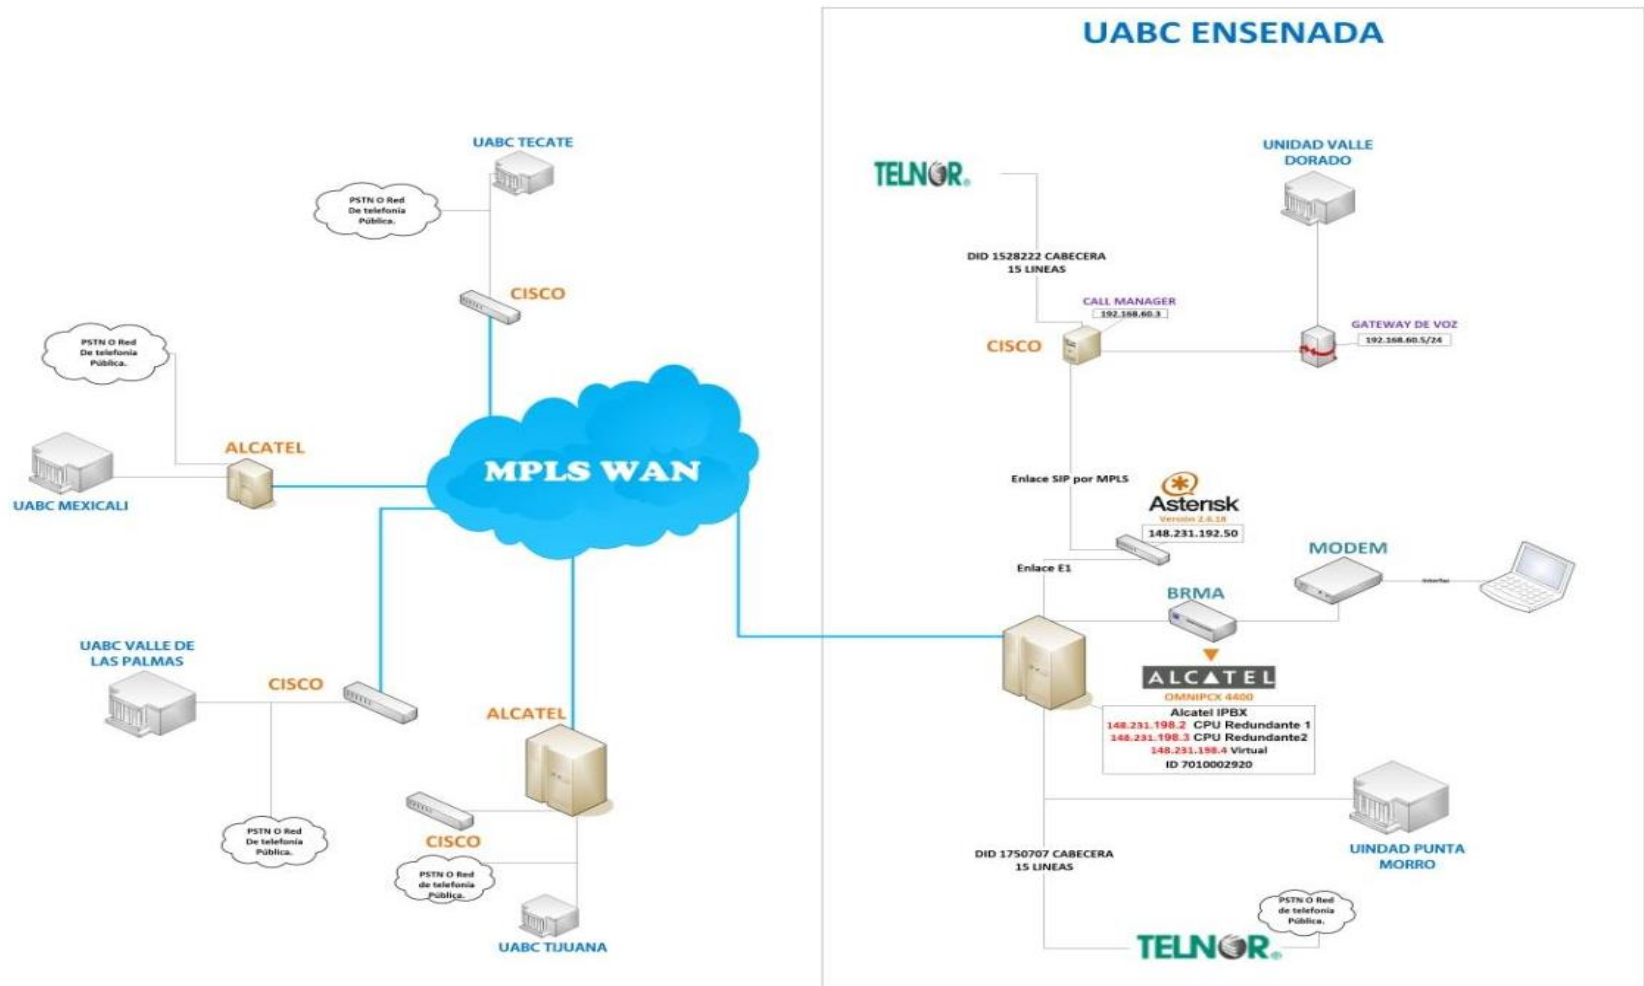 UABC ENSENADA
UABC TECATE
PSTN O Red
De telefonía
Pública.
CISCO
PSTN O Red
De telefonía
Pública.
ALCATEL
UABC MEXICALI
MPLS WAN
UABC VALLE DE
LAS PALMAS
CISCO
PSTN O Red
De telefonía
Pública.
ALCATEL
CISCO
PSTN O Red
de telefonía
Pública.
UABC TIJUANA
TELNOR®
UNIDAD VALLE
DORADO
DID 1528222 CABECERA
15 LINEAS
CALL MANAGER
192.168.60.3
CISCO
GATEWAY DE VOZ
192.168.60.5/24
Enlace SIP por MPLS
Asterisk
Versión 2.6.18
148.231.192.50
Enlace E1
MODEM
Interfaz
BRMA
ALCATEL
OMNIPCX 4400
Alcatel IPBX
148.231.198.2 CPU Redundante 1
148.231.198.3 CPU Redundante2
148.231.198.4 Virtual
ID 7010002920
UINDAD PUNTA
MORRO
DID 1750707 CABECERA
15 LINEAS
PSTN O Red
de telefonía
Pública.
TELNOR®